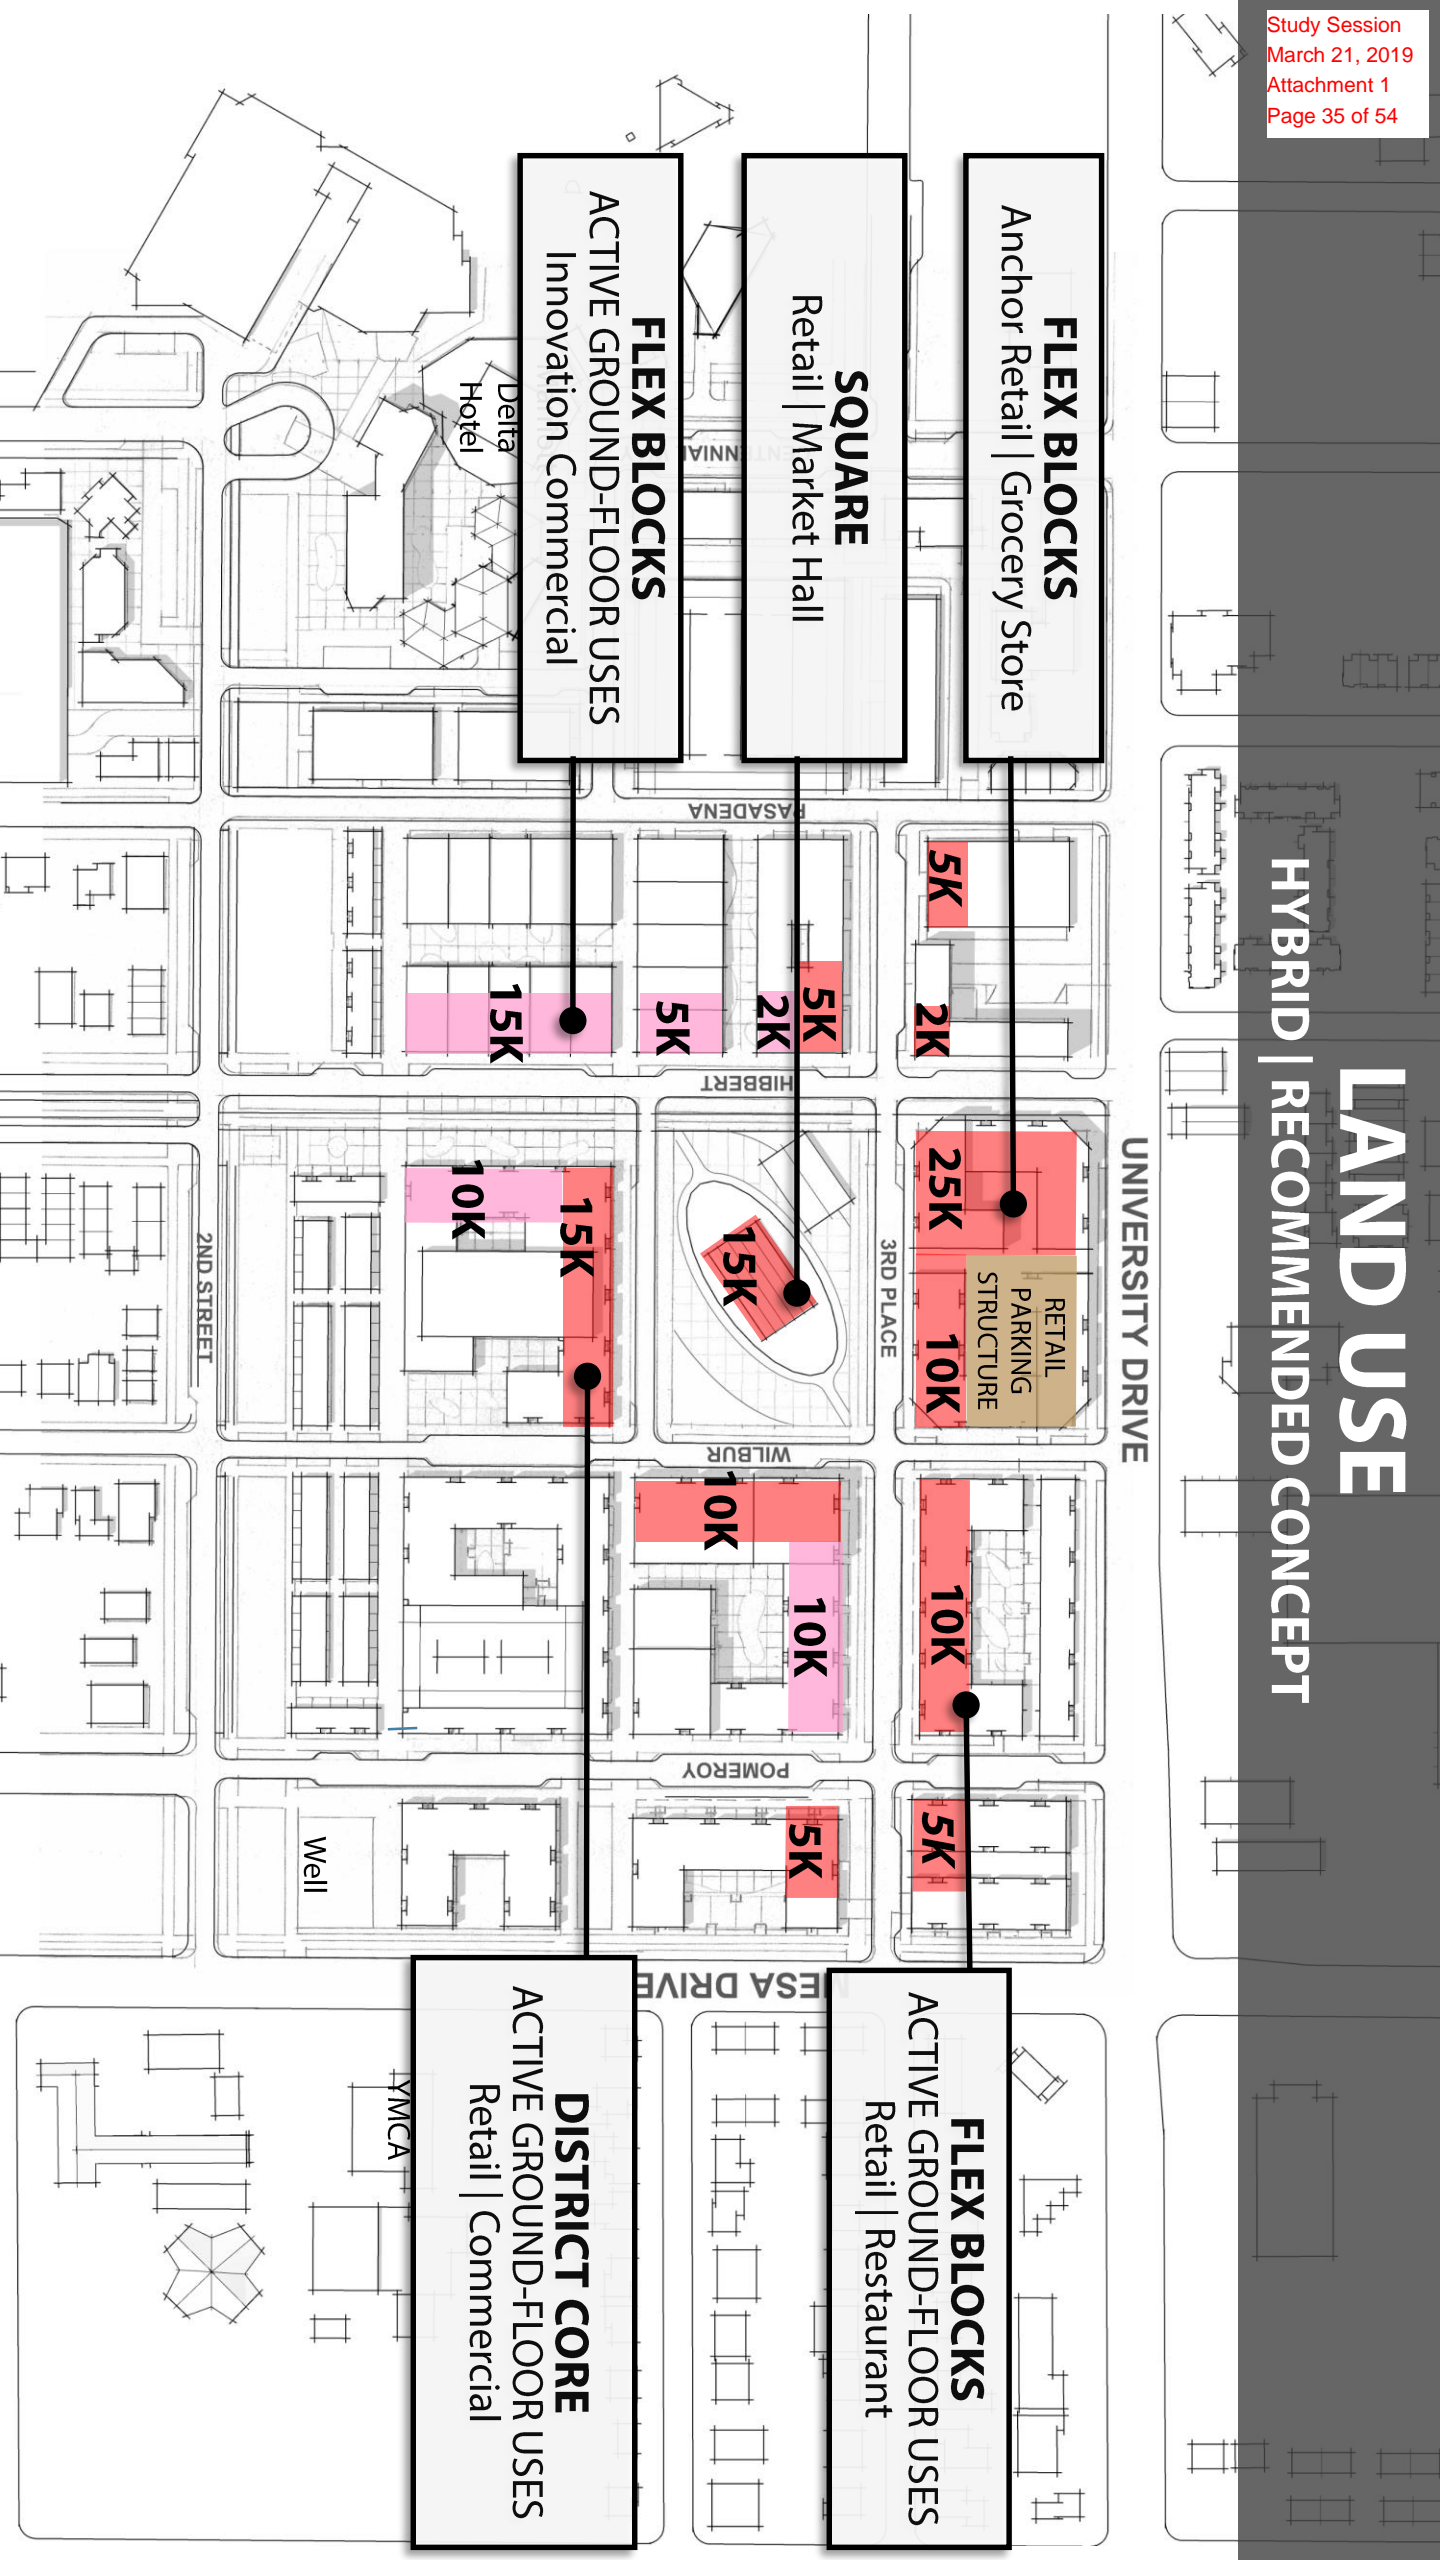 Study Session
March 21, 2019
Attachment 1
Page 35 of 54
LAND USE
HYBRID | RECOMMENDED CONCEPT
UNIVERSITY DRIVE
FLEX BLOCKS
Anchor Retail | Grocery Store
SQUARE
Retail | Market Hall
FLEX BLOCKS
ACTIVE GROUND-FLOOR USES
Innovation Commercial
FLEX BLOCKS
ACTIVE GROUND-FLOOR USES
Retail | Restaurant
DISTRICT CORE
ACTIVE GROUND-FLOOR USES
Retail | Commercial
Delta
Hotel
PASADENA
5K
2K
5K
2K
5K
15K
HIBBERT
25K
10K
RETAIL
PARKING
STRUCTURE
3RD PLACE
15K
15K
10K
2ND STREET
WILBUR
10K
10K
10K
POMEROY
5K
5K
Well
MESA DRIVE
YMCA